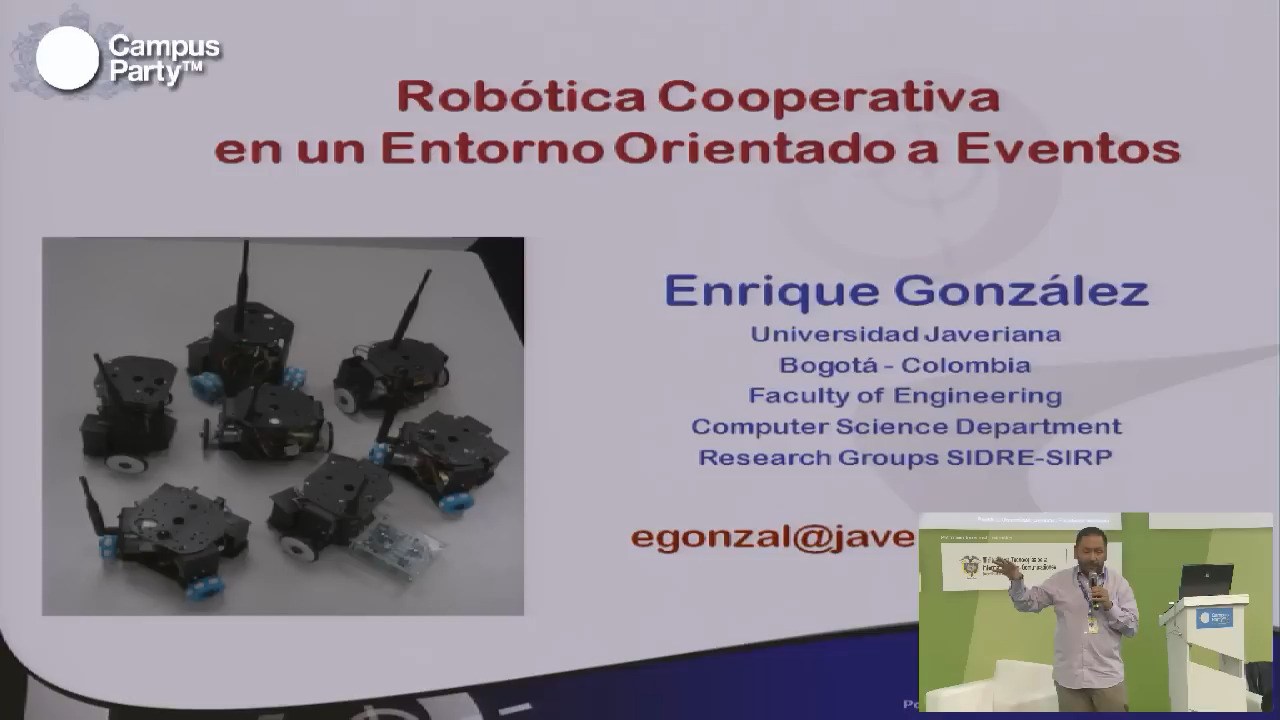 Campus
Party™
Robótica Cooperativa
en un Entorno Orientado a Eventos
Enrique González
Universidad Javeriana
Bogotá - Colombia
Faculty of Engineering
Computer Science Department
Research Groups SIDRE-SIRP
egonzal@jave
Campus